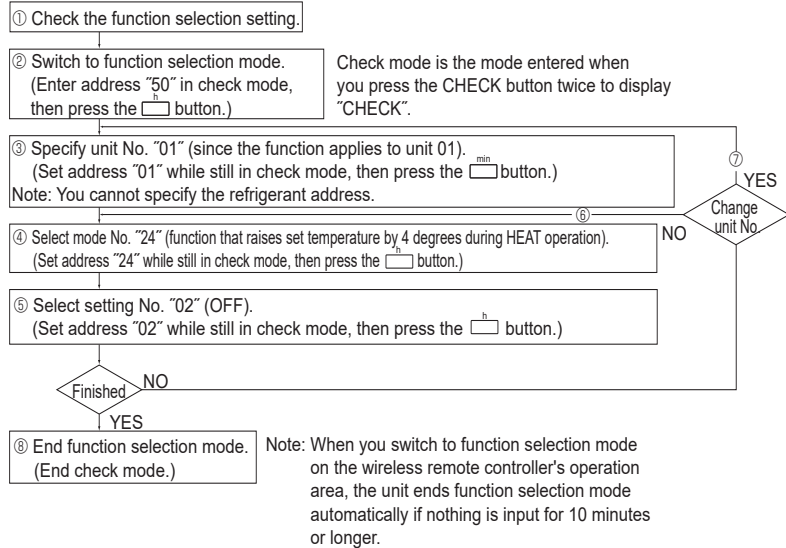 ① Check the function selection setting.
② Switch to function selection mode.
(Enter address ˝50˝ in check mode,
then press the h button.)
Check mode is the mode entered when
you press the CHECK button twice to display
˝CHECK˝.
③ Specify unit No. ˝01˝ (since the function applies to unit 01).
(Set address ˝01˝ while still in check mode, then press the min button.)
Note: You cannot specify the refrigerant address.
⑦
YES
Change
unit No.
⑥
NO
④ Select mode No. ˝24˝ (function that raises set temperature by 4 degrees during HEAT operation).
(Set address ˝24˝ while still in check mode, then press the h button.)
⑤ Select setting No. ˝02˝ (OFF).
(Set address ˝02˝ while still in check mode, then press the h button.)
Finished
NO
YES
⑧ End function selection mode.
(End check mode.)
Note: When you switch to function selection mode
on the wireless remote controller's operation
area, the unit ends function selection mode
automatically if nothing is input for 10 minutes
or longer.